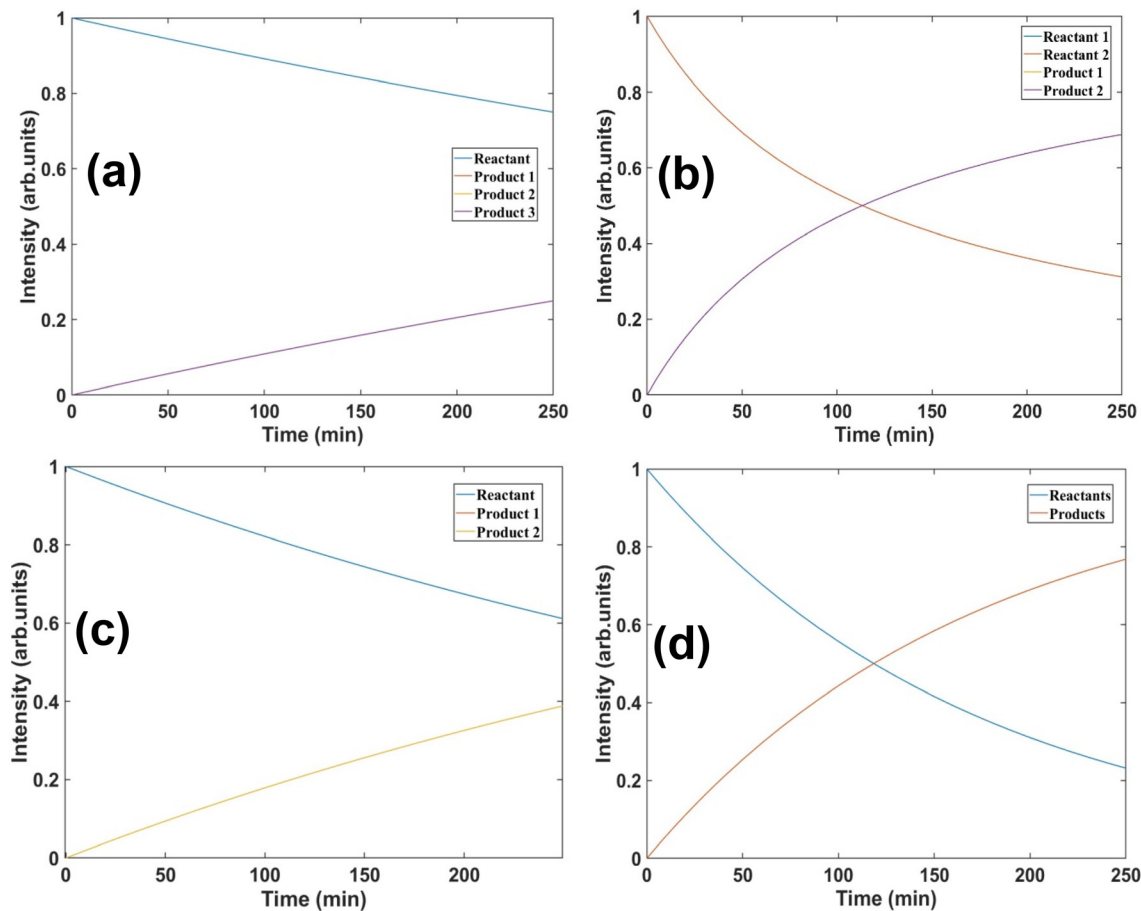 1
0.8
0.6
0.4
0.2
0
Intensity (arb.units)
(a)
Reactant
Product 1
Product 2
Product 3
0 50 100 150 200 250
Time (min)
1
0.8
0.6
0.4
0.2
0
Intensity (arb.units)
(b)
Reactant 1
Reactant 2
Product 1
Product 2
0 50 100 150 200 250
Time (min)
1
0.8
0.6
0.4
0.2
0
Intensity (arb.units)
(c)
Reactant
Product 1
Product 2
0 50 100 150 200
Time (min)
1
0.8
0.6
0.4
0.2
0
Intensity (arb.units)
(d)
Reactants
Products
0 50 100 150 200 250
Time (min)